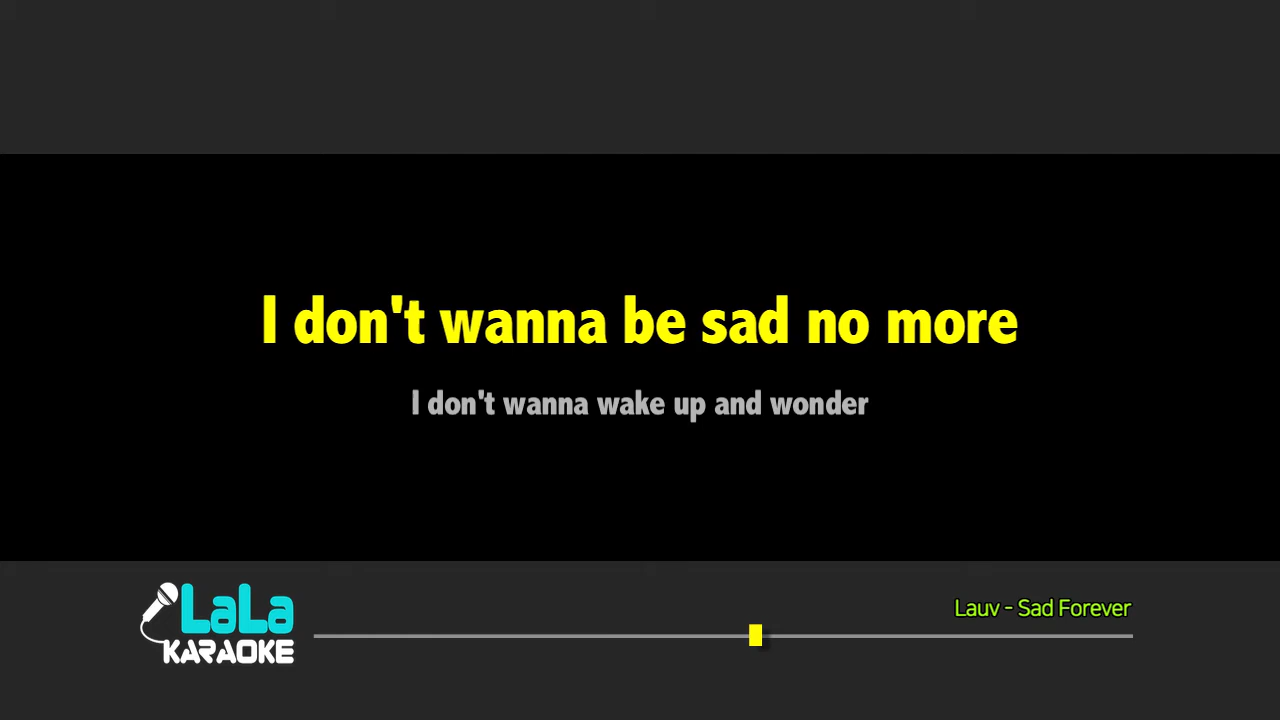 I don't wanna be sad no more
I don't wanna wake up and wonder
LaLa
KARAOKE
Lauv - Sad Forever